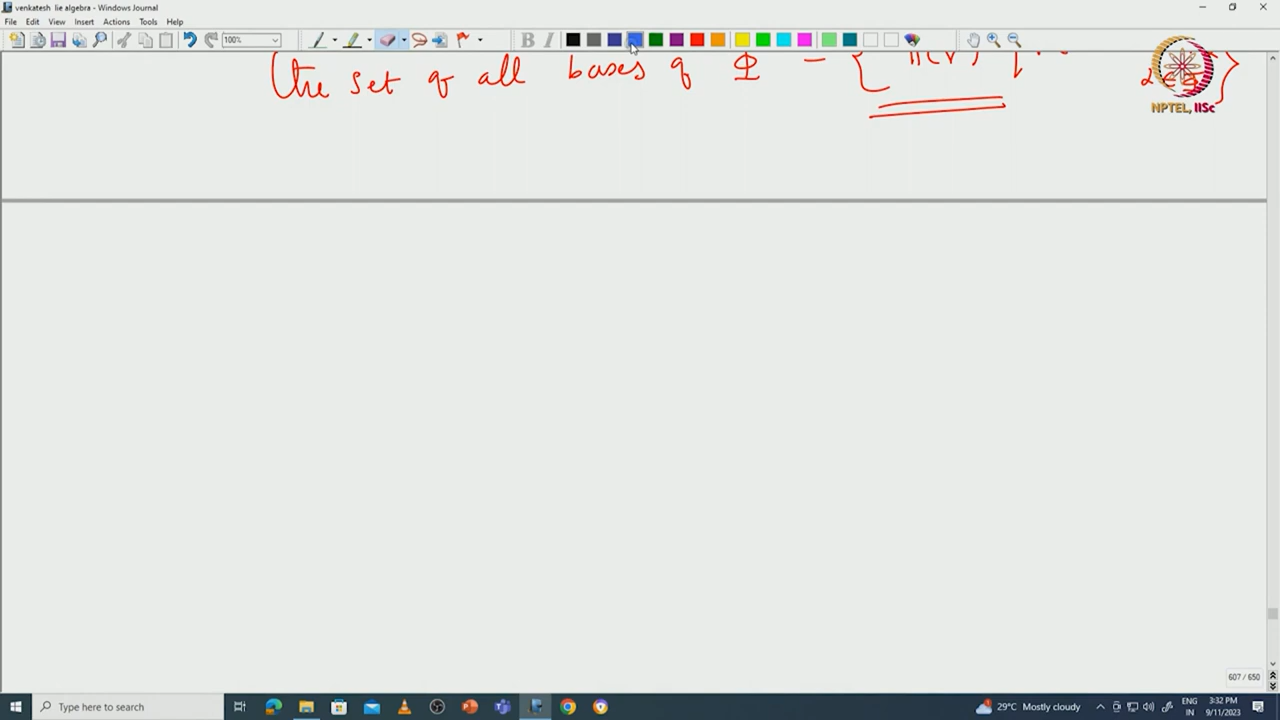 venkatesh lie algebra - Windows Journal
File Edit View Insert Actions Tools Help
100%
B I
The set of all bases of Φ =
NPTEL, IISc
607 / 650
Type here to search
29°C Mostly cloudy
ENG
IN
3:32 PM
9/11/2023